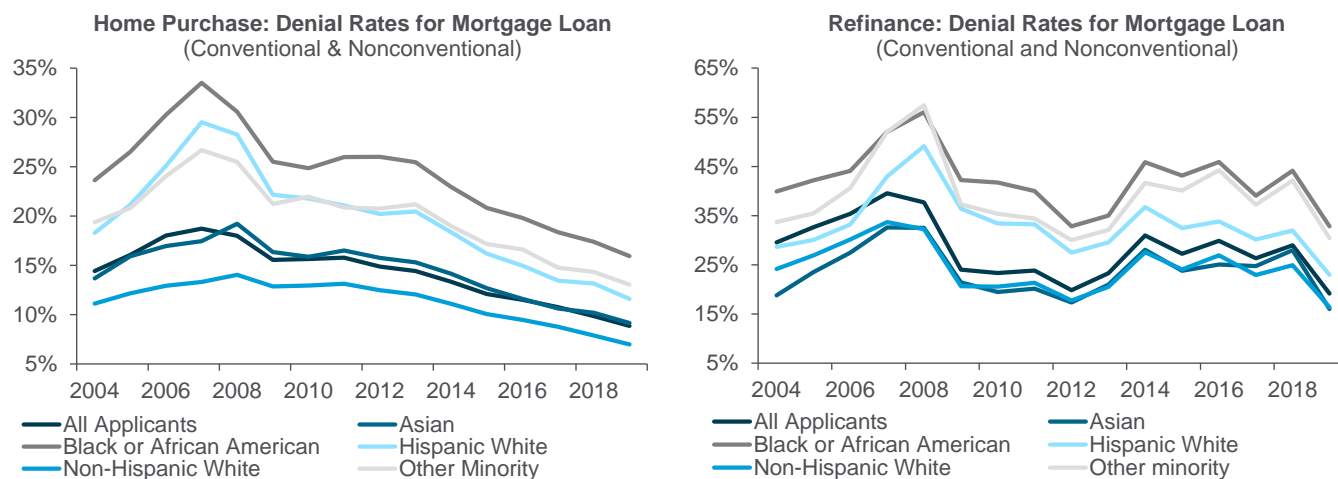 Home Purchase: Denial Rates for Mortgage Loan
(Conventional & Nonconventional)
35%
30%
25%
20%
15%
10%
5%
2004 2006 2008 2010 2012 2014 2016 2018
All Applicants Asian
Black or African American Hispanic White
Non-Hispanic White Other Minority
Refinance: Denial Rates for Mortgage Loan
(Conventional and Nonconventional)
65%
55%
45%
35%
25%
15%
5%
2004 2006 2008 2010 2012 2014 2016 2018
All Applicants Asian
Black or African American Hispanic White
Non-Hispanic White Other minority